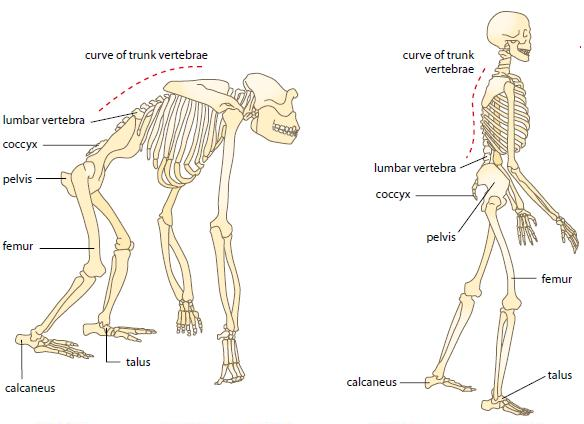 curve of trunk vertebrae
lumbar vertebra
coccyx
pelvis
femur
talus
calcaneus
curve of trunk
vertebrae
lumbar vertebra
coccyx
pelvis
femur
talus
calcaneus